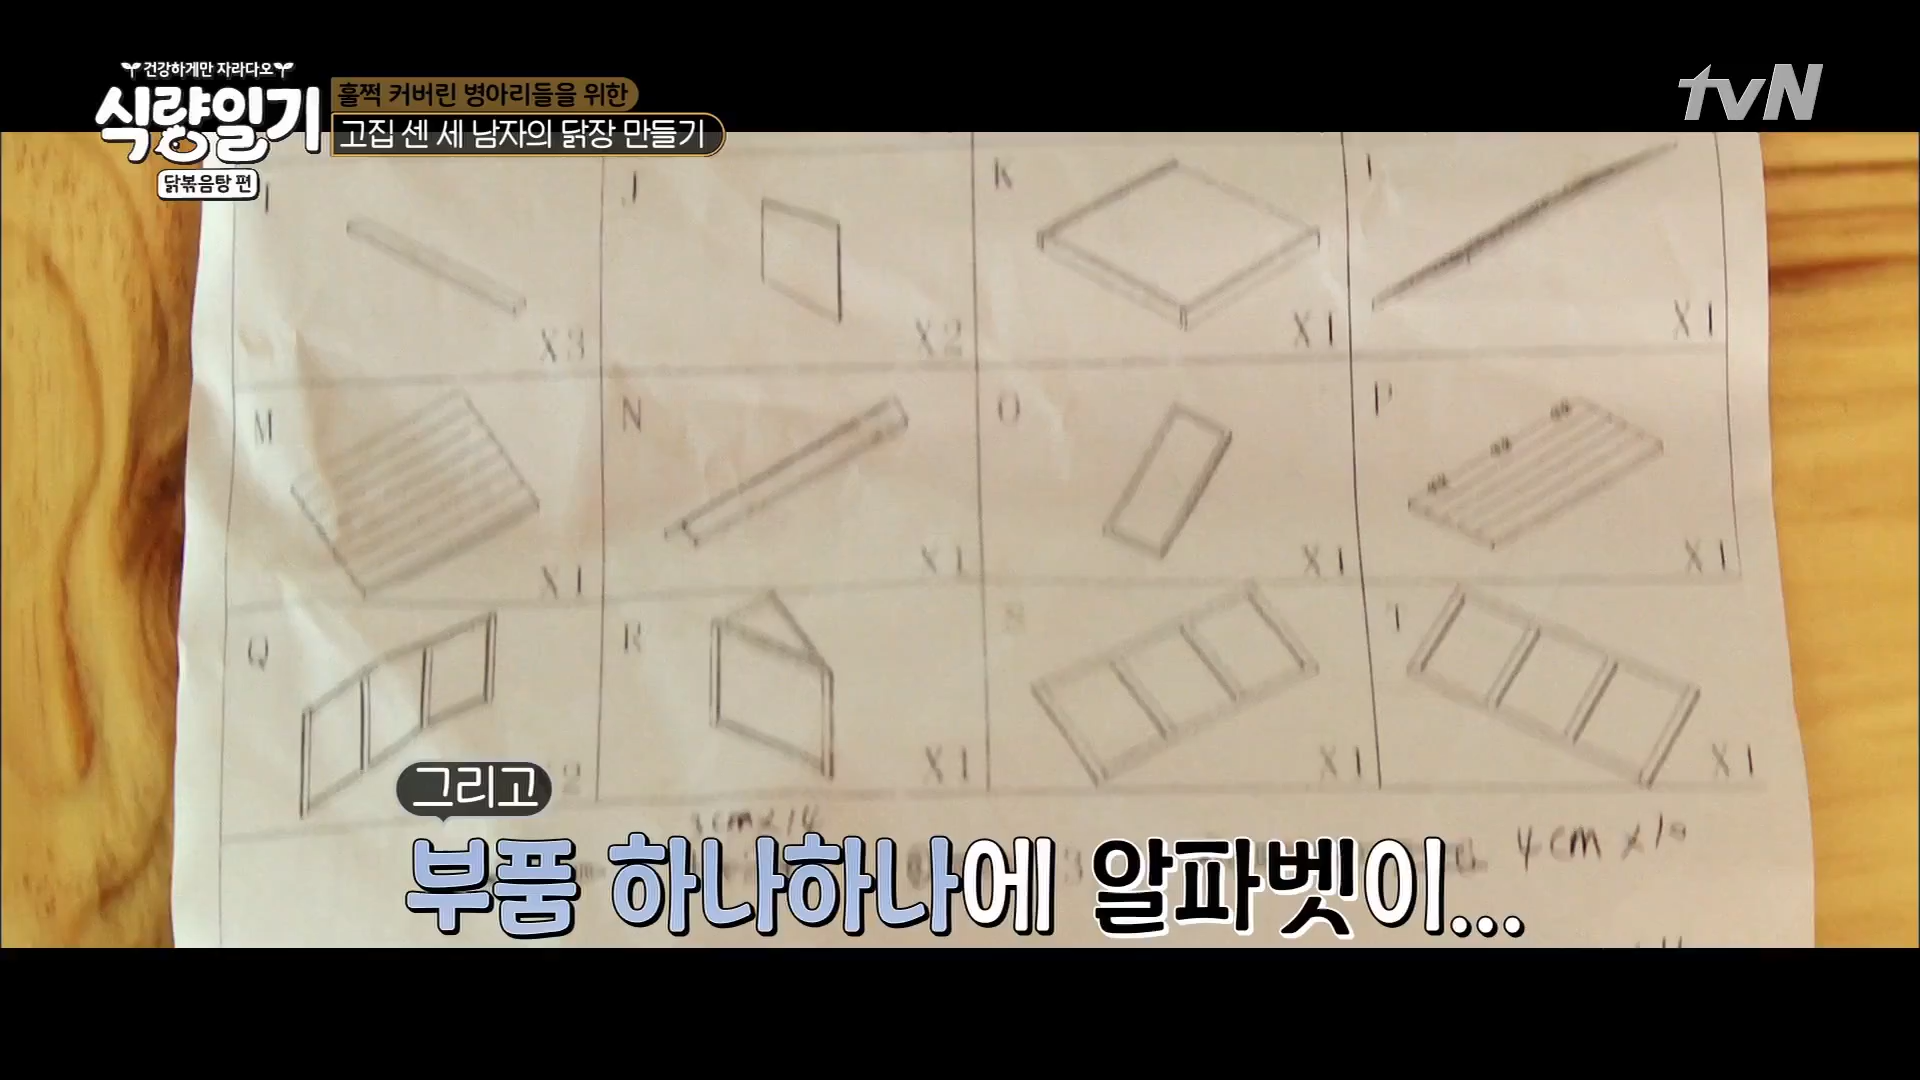 건강하게만 자라다오
식량일기
닭볶음탕 편
훌쩍 커버린 병아리들을 위한
고집 센 세 남자의 닭장 만들기
tvN
I
X3
J
X2
K
X1
X1
M
X1
N
X1
O
X1
P
X1
Q
2
R
X1
S
X1
T
X1
4cm
그리고
부품 하나하나에 알파벳이...